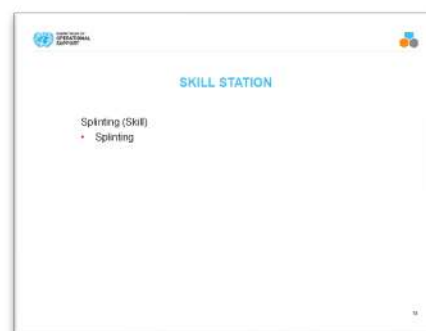 OPERATIONAL
SUPPORT
SKILL STATION
Splinting (Skill)
• Splinting